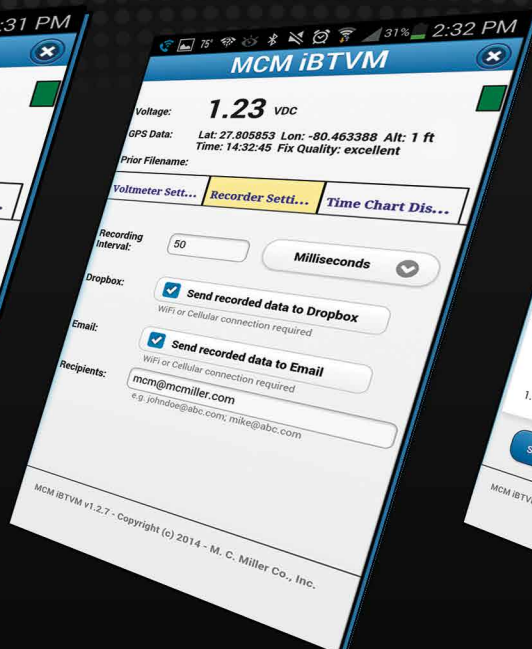 :31 PM
75° 31% 2:32 PM
MCM iBTVM
Voltage: 1.23 VDC
GPS Data: Lat: 27.805853 Lon: -80.463388 Alt: 1 ft
Time: 14:32:45 Fix Quality: excellent
Prior Filename:
Voltmeter Sett... Recorder Setti... Time Chart Dis...
Recording
Interval: 50 Milliseconds
Dropbox: Send recorded data to Dropbox
WiFi or Cellular connection required
Email: Send recorded data to Email
WiFi or Cellular connection required
Recipients: mcm@mcmiller.com
e.g. johndoe@abc.com; mike@abc.com
MCM iBTVM v1.2.7 - Copyright (c) 2014 - M. C. Miller Co., Inc.
1.
S
MCM iBTV